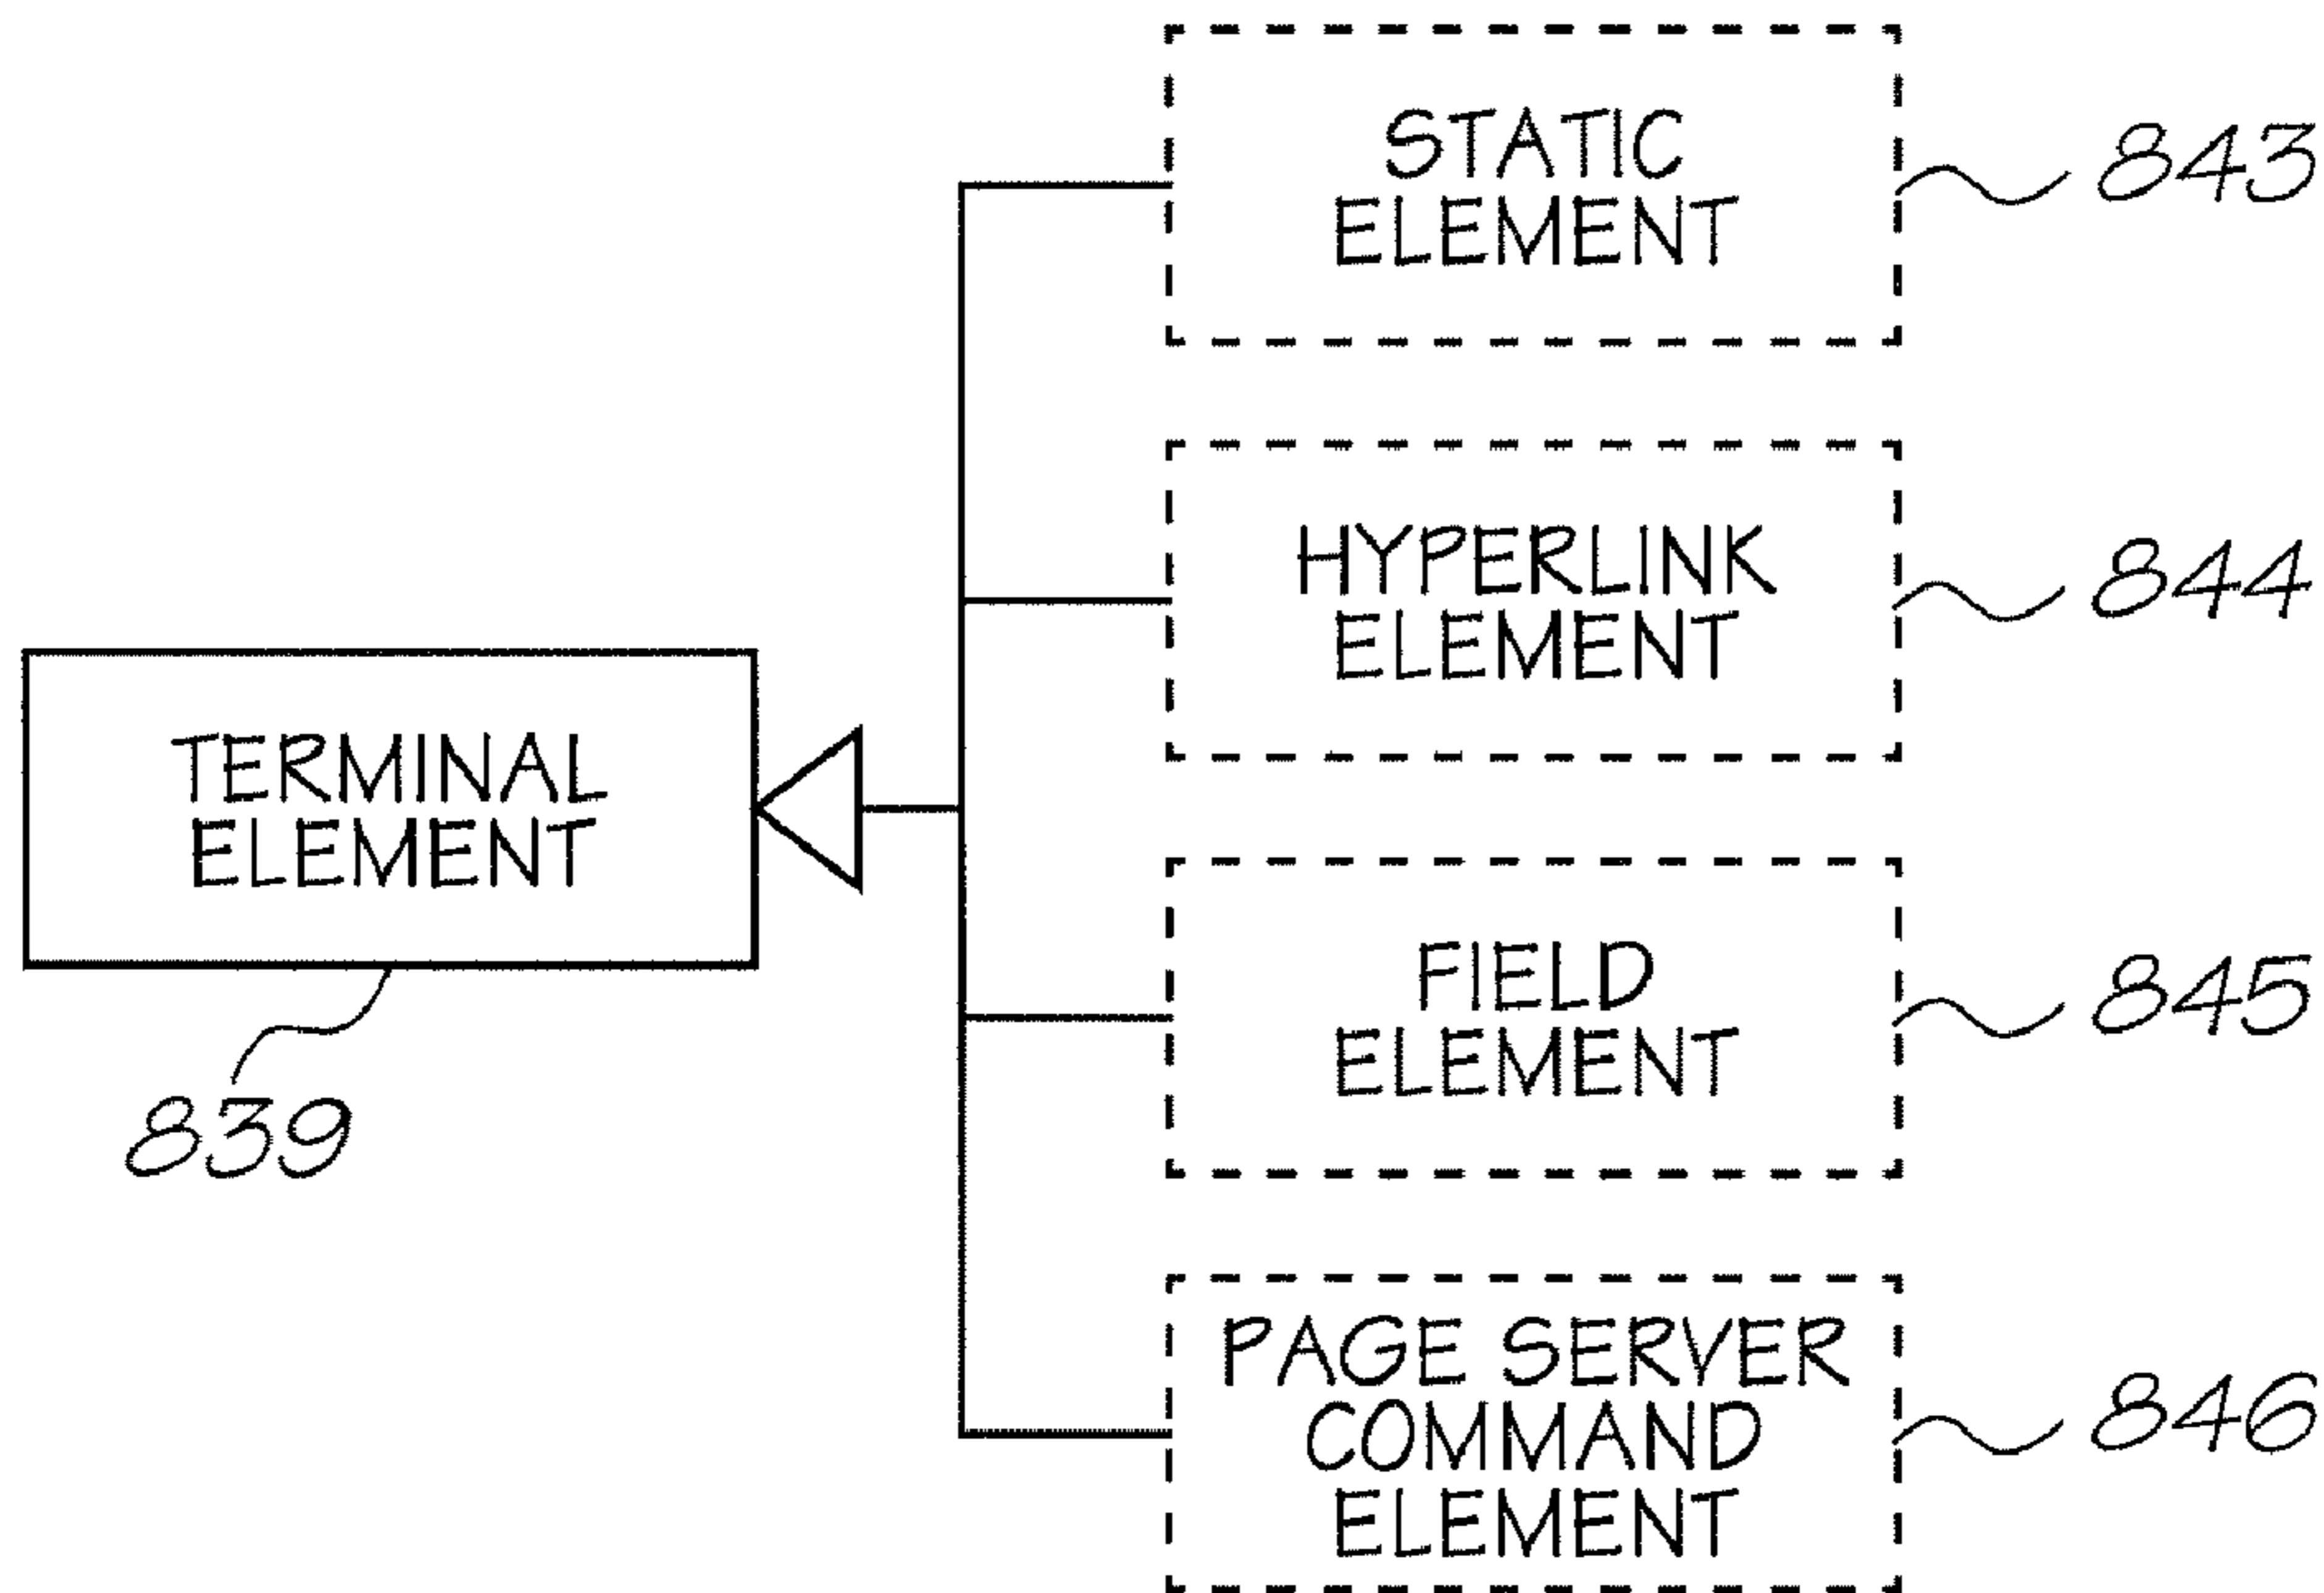 STATIC
ELEMENT
843
HYPERLINK
ELEMENT
844
TERMINAL
ELEMENT
839
FIELD
ELEMENT
845
PAGE SERVER
COMMAND
ELEMENT
846